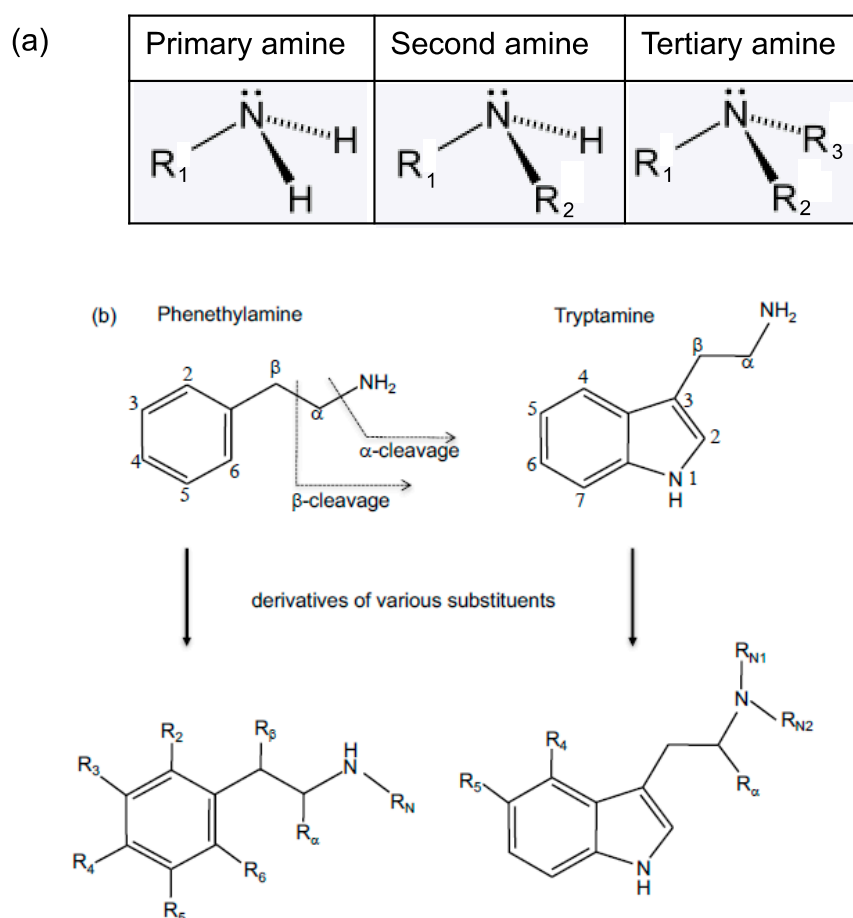 (a)
Primary amine Second amine Tertiary amine
N̈ H R1 H
N̈ H R1 R2
N̈ R3 R1 R2
(b) Phenethylamine Tryptamine
NH2
β
β NH2 α
2 4
3 α 5 3 2
4 6 α-cleavage 6 N 1
5 7 H
β-cleavage
derivatives of various substituents
RN1
N
RN2
R2 Rβ H R4
R3 N R5 Rα
RN
Rα
R4 R6 N
R5 H